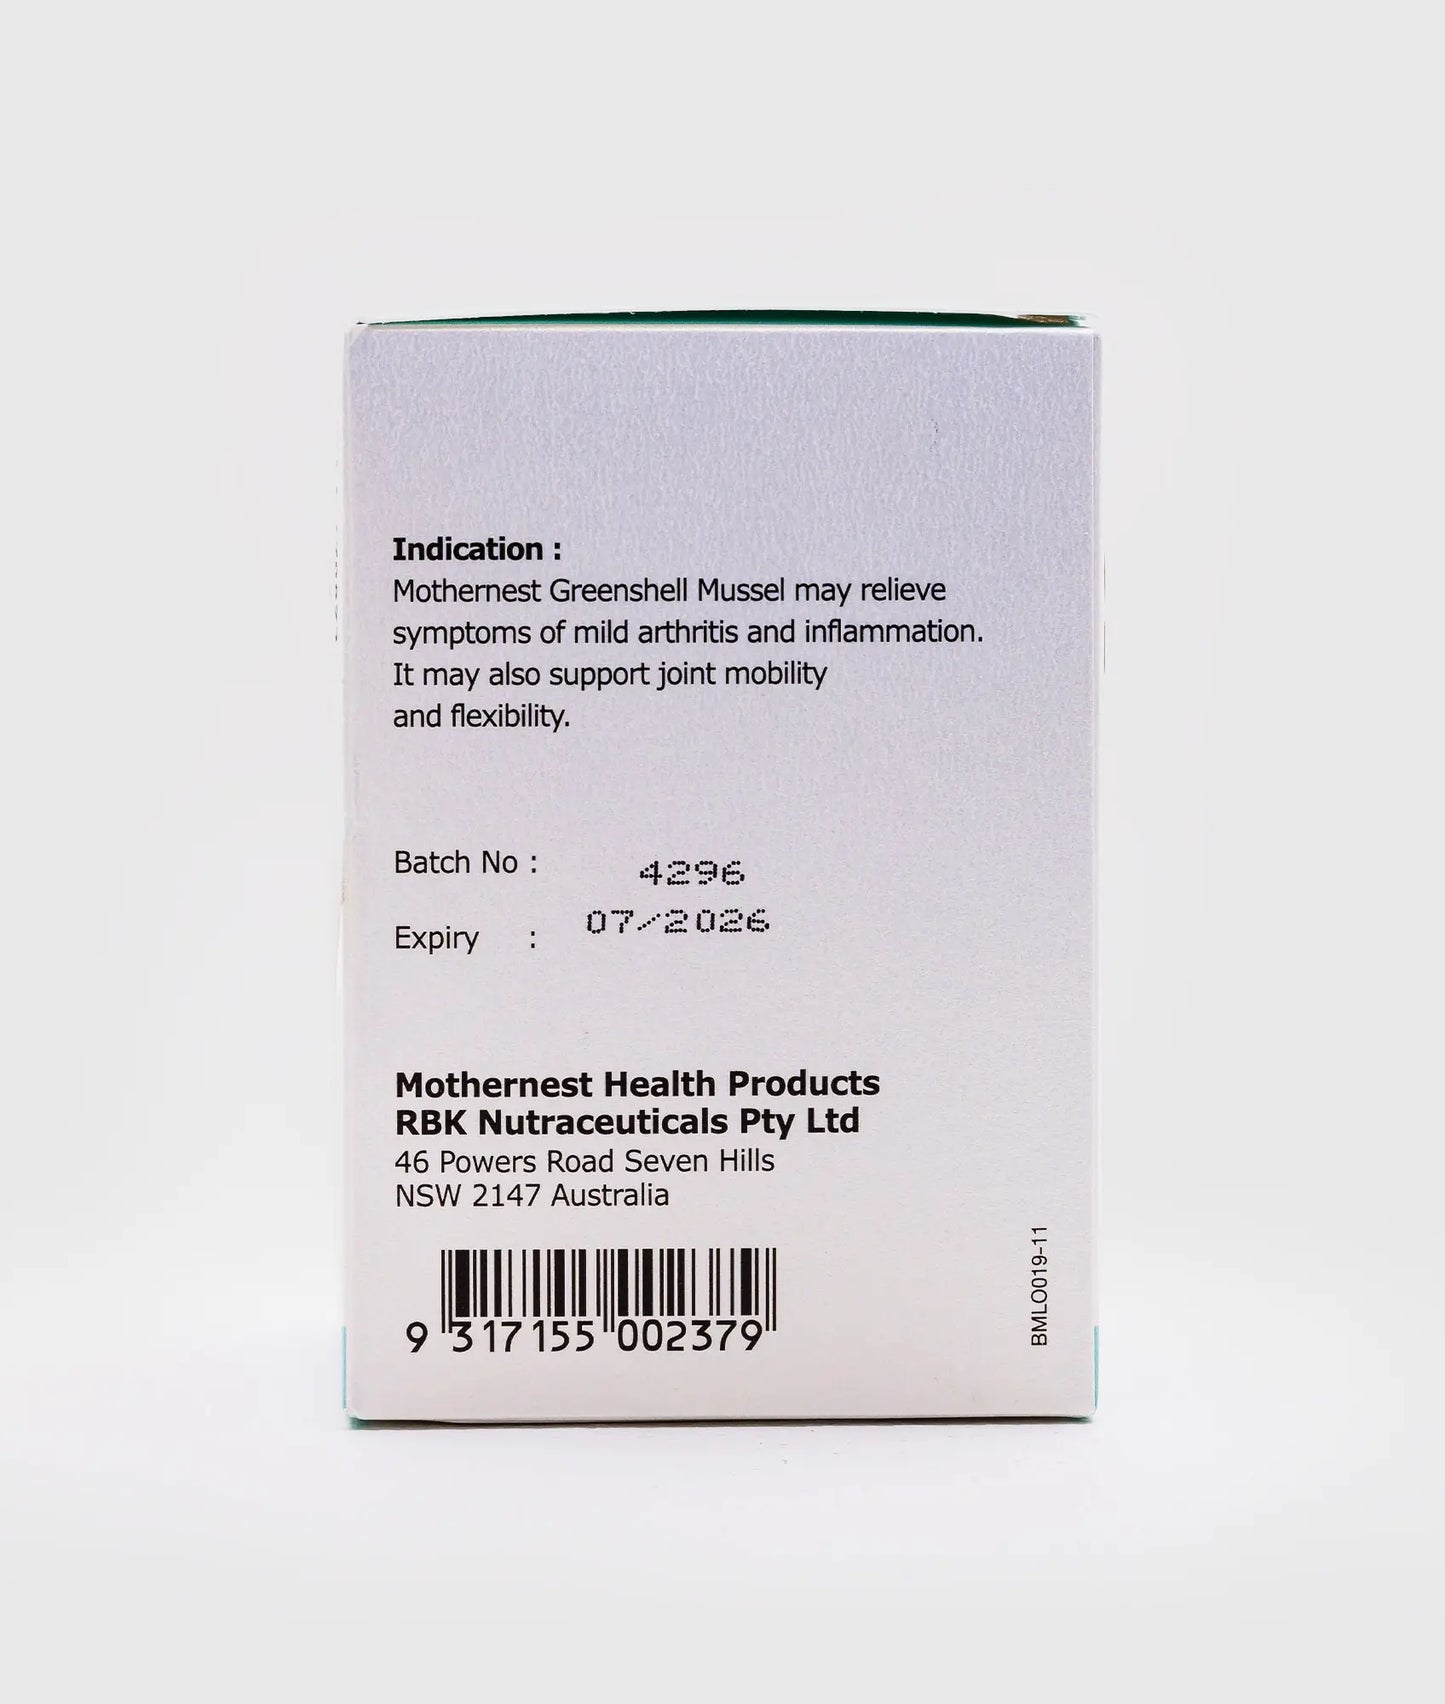 Indication :
Mothernest Greenshell Mussel may relieve
symptoms of mild arthritis and inflammation.
It may also support joint mobility
and flexibility.
Batch No : 4296
Expiry : 07/2026
Mothernest Health Products
RBK Nutraceuticals Pty Ltd
46 Powers Road Seven Hills
NSW 2147 Australia
9 317155 002379
BMLO019-11